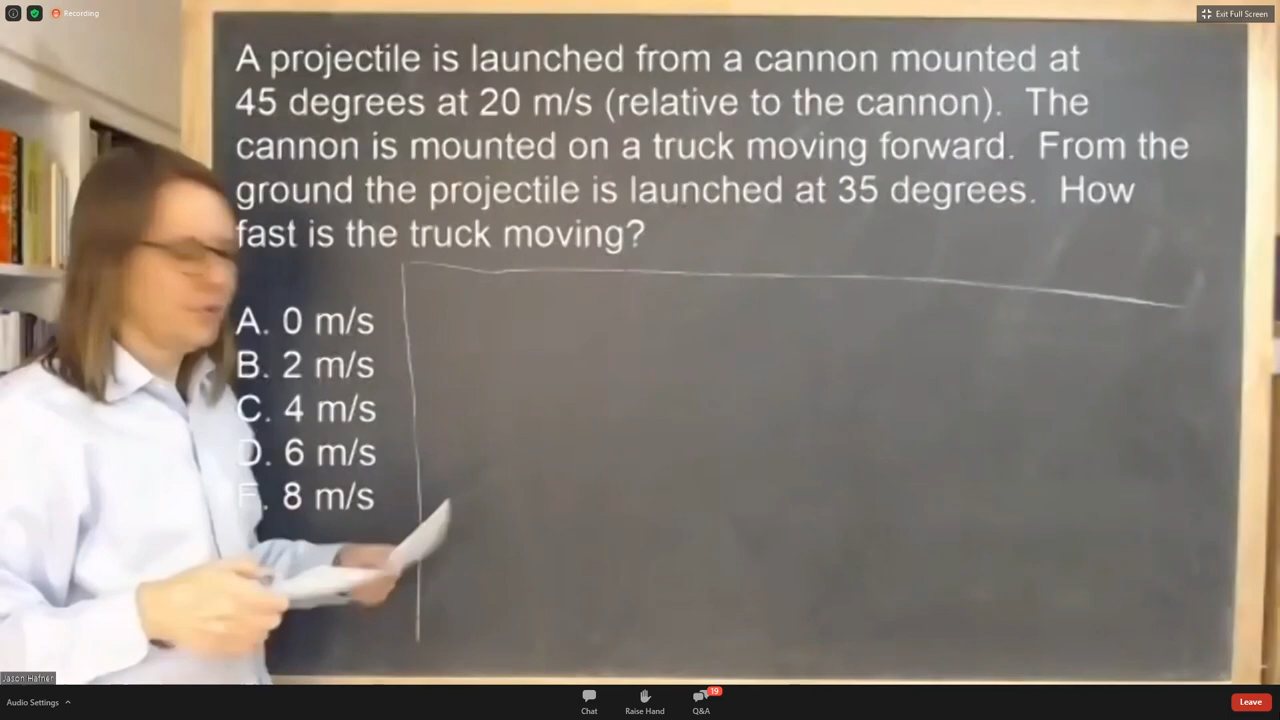 Recording
Exit Full Screen
A projectile is launched from a cannon mounted at
45 degrees at 20 m/s (relative to the cannon). The
cannon is mounted on a truck moving forward. From the
ground the projectile is launched at 35 degrees. How
fast is the truck moving?
A. 0 m/s
B. 2 m/s
C. 4 m/s
D. 6 m/s
E. 8 m/s
Jason Hafner
Audio Settings
Chat
Raise Hand
19
Q&A
Leave